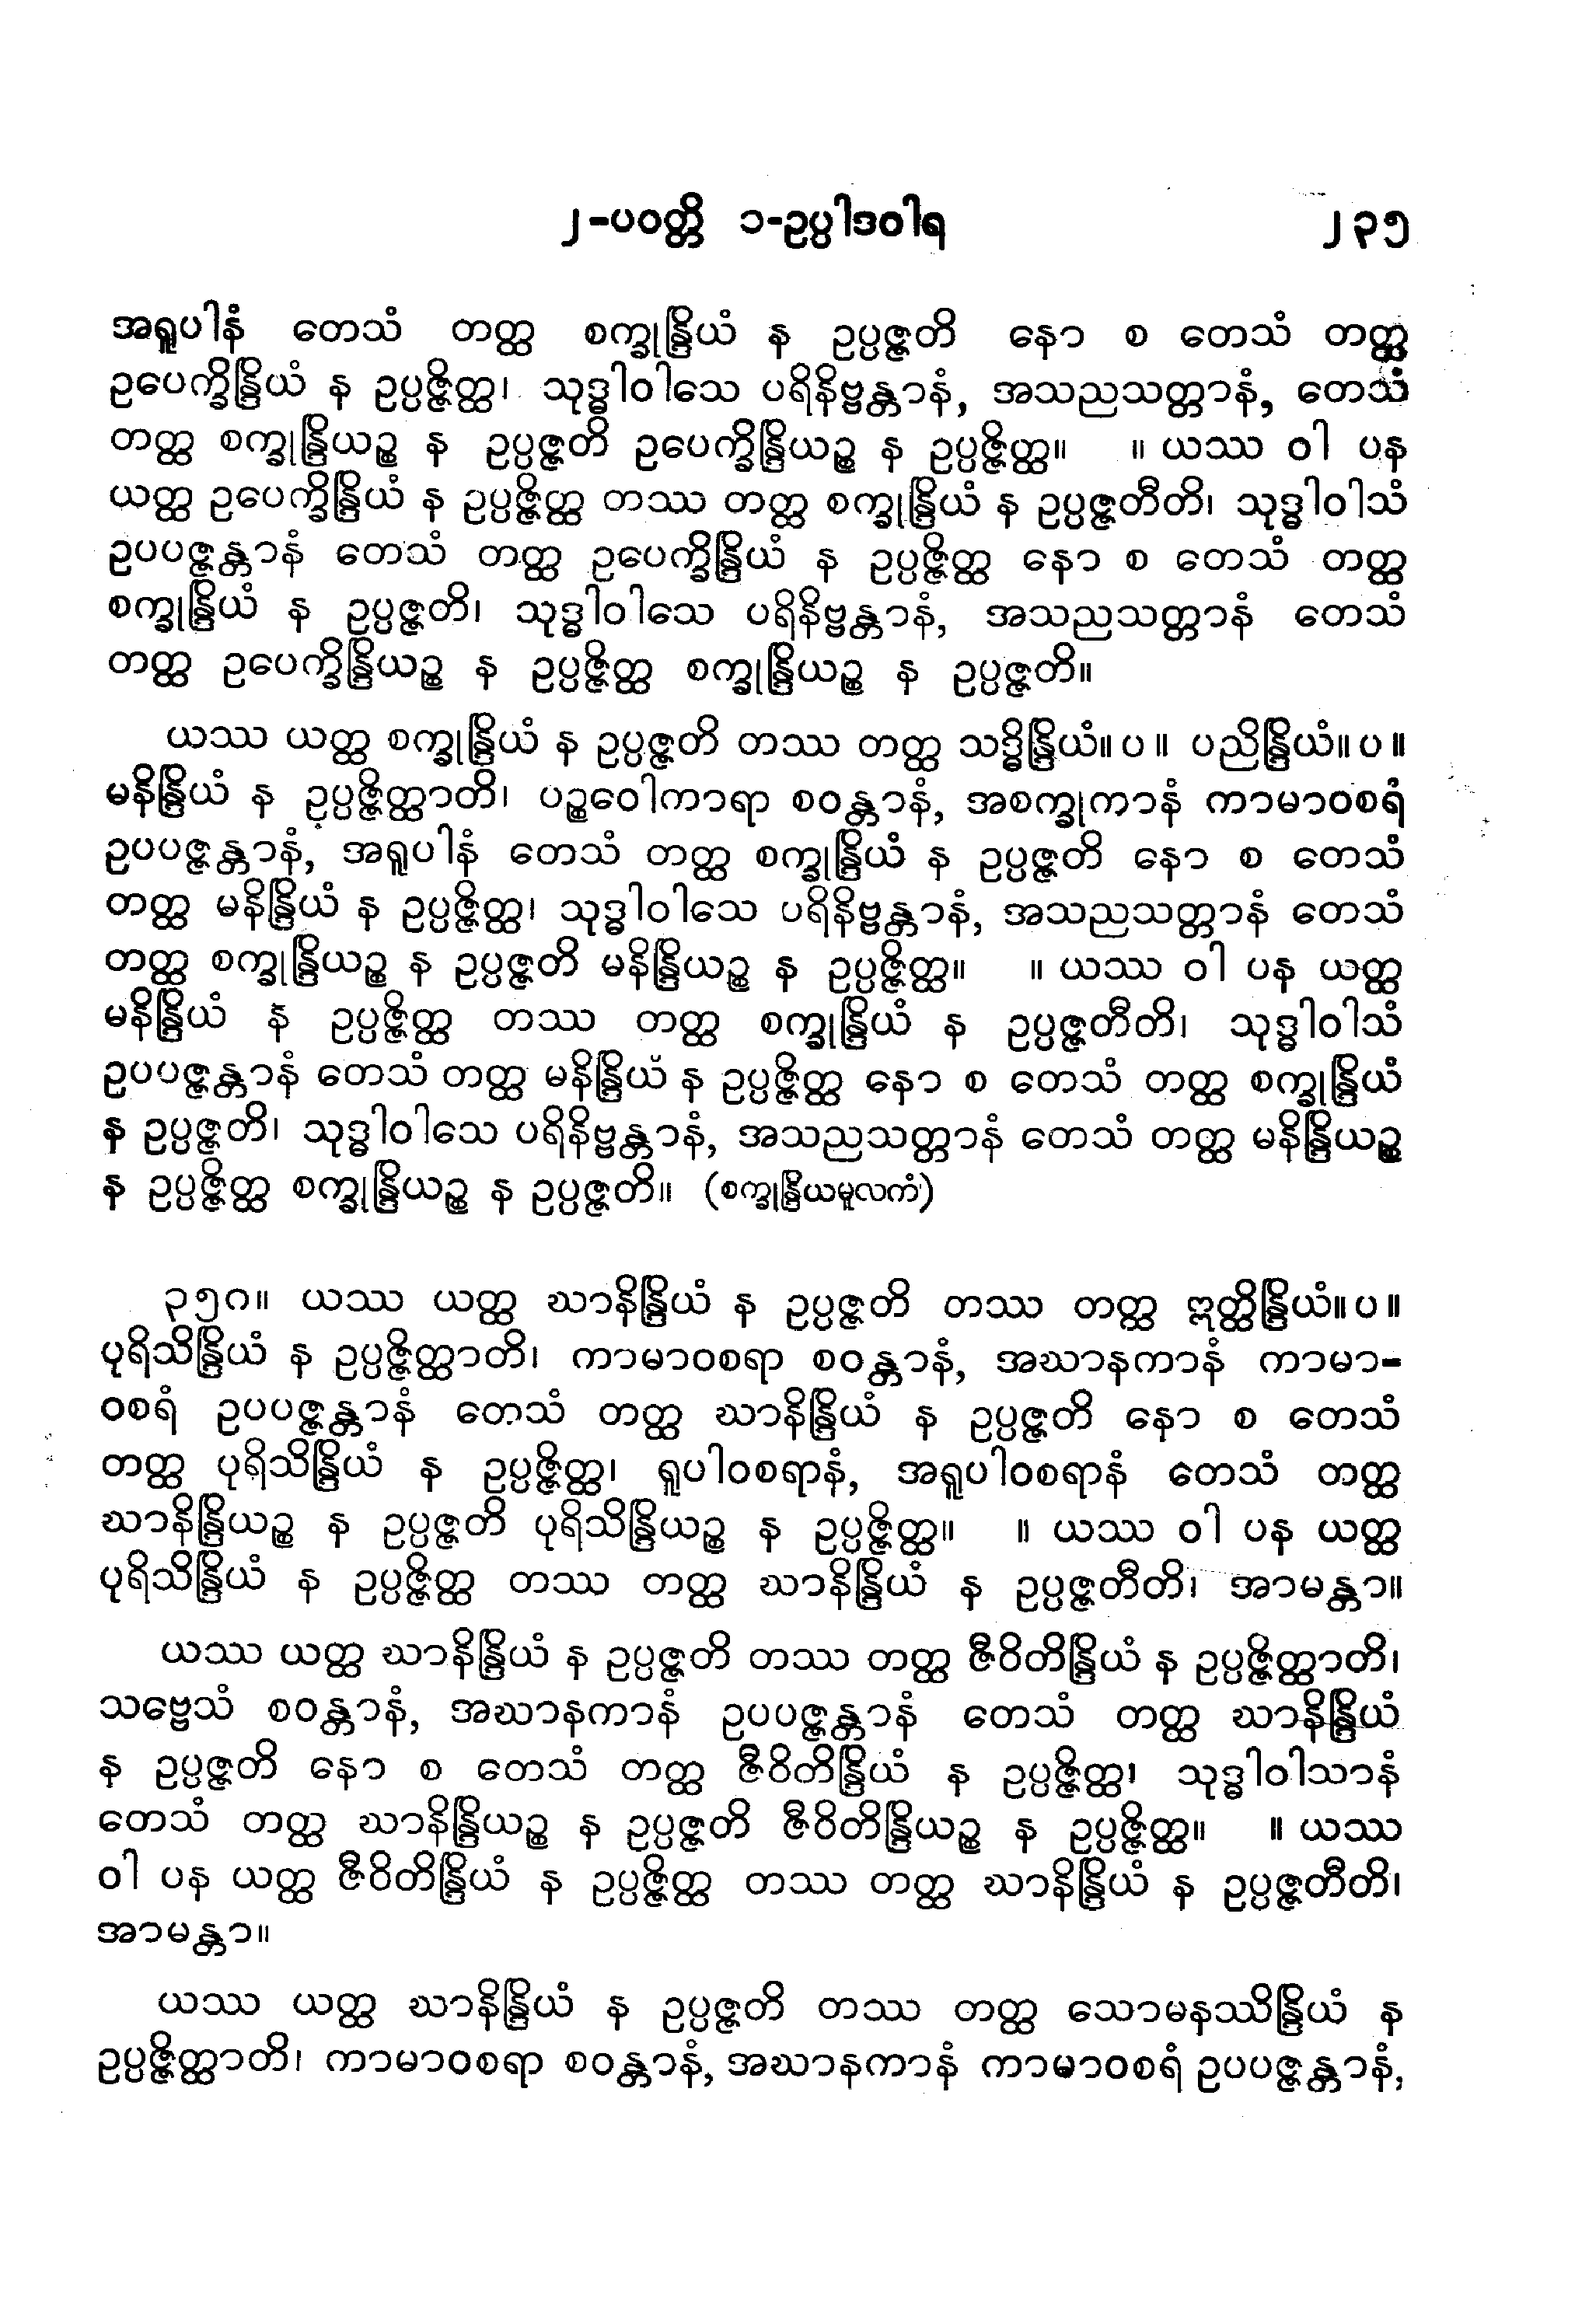 ၂-ပဝတ္တိ ၁-ဥပ္ပါဒဝါရ ၂၃၅
အရူပါနံ တေသံ တတ္ထ စက္ခုန္ဒြိယံ န ဥပ္ပဇ္ဇတိ နော စ တေသံ တတ္ထ
ဥပေက္ခိန္ဒြိယံ န ဥပ္ပဇ္ဇိတ္ထ၊ သုဒ္ဓါဝါသေ ပရိနိဗ္ဗန္တာနံ, အသညသတ္တာနံ, တေသံ
တတ္ထ စက္ခုန္ဒြိယဉ္စ န ဥပ္ပဇ္ဇတိ ဥပေက္ခိန္ဒြိယဉ္စ န ဥပ္ပဇ္ဇိတ္ထ။ ။ ယဿ ဝါ ပန
ယတ္ထ ဥပေက္ခိန္ဒြိယံ န ဥပ္ပဇ္ဇိတ္ထ တဿ တတ္ထ စက္ခုန္ဒြိယံ န ဥပ္ပဇ္ဇတီတိ၊ သုဒ္ဓါဝါသံ
ဥပပဇ္ဇန္တာနံ တေသံ တတ္ထ ဥပေက္ခိန္ဒြိယံ န ဥပ္ပဇ္ဇိတ္ထ နော စ တေသံ တတ္ထ
စက္ခုန္ဒြိယံ န ဥပ္ပဇ္ဇတိ၊ သုဒ္ဓါဝါသေ ပရိနိဗ္ဗန္တာနံ, အသညသတ္တာနံ တေသံ
တတ္ထ ဥပေက္ခိန္ဒြိယဉ္စ န ဥပ္ပဇ္ဇိတ္ထ စက္ခုန္ဒြိယဉ္စ န ဥပ္ပဇ္ဇတိ။
ယဿ ယတ္ထ စက္ခုန္ဒြိယံ န ဥပ္ပဇ္ဇတိ တဿ တတ္ထ သဒ္ဓိန္ဒြိယံ။ပ။ ပညိန္ဒြိယံ။ပ။
မနိန္ဒြိယံ န ဥပ္ပဇ္ဇိတ္ထာတိ၊ ပဉ္စဝေါကာရာ စဝန္တာနံ, အစက္ခုကာနံ ကာမာဝစရံ
ဥပပဇ္ဇန္တာနံ, အရူပါနံ တေသံ တတ္ထ စက္ခုန္ဒြိယံ န ဥပ္ပဇ္ဇတိ နော စ တေသံ
တတ္ထ မနိန္ဒြိယံ န ဥပ္ပဇ္ဇိတ္ထ၊ သုဒ္ဓါဝါသေ ပရိနိဗ္ဗန္တာနံ, အသညသတ္တာနံ တေသံ
တတ္ထ စက္ခုန္ဒြိယဉ္စ န ဥပ္ပဇ္ဇတိ မနိန္ဒြိယဉ္စ န ဥပ္ပဇ္ဇိတ္ထ။ ။ ယဿ ဝါ ပန ယတ္ထ
မနိန္ဒြိယံ န ဥပ္ပဇ္ဇိတ္ထ တဿ တတ္ထ စက္ခုန္ဒြိယံ န ဥပ္ပဇ္ဇတီတိ၊ သုဒ္ဓါဝါသံ
ဥပပဇ္ဇန္တာနံ တေသံ တတ္ထ မနိန္ဒြိယံ န ဥပ္ပဇ္ဇိတ္ထ နော စ တေသံ တတ္ထ စက္ခုန္ဒြိယံ
န ဥပ္ပဇ္ဇတိ၊ သုဒ္ဓါဝါသေ ပရိနိဗ္ဗန္တာနံ, အသညသတ္တာနံ တေသံ တတ္ထ မနိန္ဒြိယဉ္စ
န ဥပ္ပဇ္ဇိတ္ထ စက္ခုန္ဒြိယဉ္စ န ဥပ္ပဇ္ဇတိ။ (စက္ခုန္ဒြိယမူလကံ)
၃၅ဂ။ ယဿ ယတ္ထ ဃာနိန္ဒြိယံ န ဥပ္ပဇ္ဇတိ တဿ တတ္ထ ဣတ္ထိန္ဒြိယံ။ပ။
ပုရိသိန္ဒြိယံ န ဥပ္ပဇ္ဇိတ္ထာတိ၊ ကာမာဝစရာ စဝန္တာနံ, အဃာနကာနံ ကာမာ-
ဝစရံ ဥပပဇ္ဇန္တာနံ တေသံ တတ္ထ ဃာနိန္ဒြိယံ န ဥပ္ပဇ္ဇတိ နော စ တေသံ
တတ္ထ ပုရိသိန္ဒြိယံ န ဥပ္ပဇ္ဇိတ္ထ၊ ရူပါဝစရာနံ, အရူပါဝစရာနံ တေသံ တတ္ထ
ဃာနိန္ဒြိယဉ္စ န ဥပ္ပဇ္ဇတိ ပုရိသိန္ဒြိယဉ္စ န ဥပ္ပဇ္ဇိတ္ထ။ ။ ယဿ ဝါ ပန ယတ္ထ
ပုရိသိန္ဒြိယံ န ဥပ္ပဇ္ဇိတ္ထ တဿ တတ္ထ ဃာနိန္ဒြိယံ န ဥပ္ပဇ္ဇတီတိ၊ အာမန္တာ။
ယဿ ယတ္ထ ဃာနိန္ဒြိယံ န ဥပ္ပဇ္ဇတိ တဿ တတ္ထ ဇီဝိတိန္ဒြိယံ န ဥပ္ပဇ္ဇိတ္ထာတိ၊
သဗ္ဗေသံ စဝန္တာနံ, အဃာနကာနံ ဥပပဇ္ဇန္တာနံ တေသံ တတ္ထ ဃာနိန္ဒြိယံ
န ဥပ္ပဇ္ဇတိ နော စ တေသံ တတ္ထ ဇီဝိတိန္ဒြိယံ န ဥပ္ပဇ္ဇိတ္ထ၊ သုဒ္ဓါဝါသာနံ
တေသံ တတ္ထ ဃာနိန္ဒြိယဉ္စ န ဥပ္ပဇ္ဇတိ ဇီဝိတိန္ဒြိယဉ္စ န ဥပ္ပဇ္ဇိတ္ထ။ ။ ယဿ
ဝါ ပန ယတ္ထ ဇီဝိတိန္ဒြိယံ န ဥပ္ပဇ္ဇိတ္ထ တဿ တတ္ထ ဃာနိန္ဒြိယံ န ဥပ္ပဇ္ဇတီတိ၊
အာမန္တာ။
ယဿ ယတ္ထ ဃာနိန္ဒြိယံ န ဥပ္ပဇ္ဇတိ တဿ တတ္ထ သောမနဿိန္ဒြိယံ န
ဥပ္ပဇ္ဇိတ္ထာတိ၊ ကာမာဝစရာ စဝန္တာနံ, အဃာနကာနံ ကာမာဝစရံ ဥပပဇ္ဇန္တာနံ,